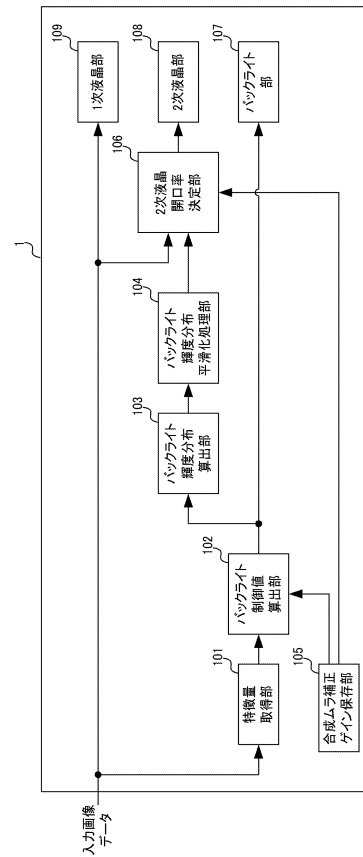 1
入力画像
データ
101
特徴量
取得部
105
合成ムラ補正
ゲイン保存部
102
バックライト
制御値
算出部
103
バックライト
輝度分布
算出部
104
バックライト
輝度分布
平滑化処理部
106
2次液晶
開口率
決定部
109
1次液晶部
108
2次液晶部
107
バックライト
部